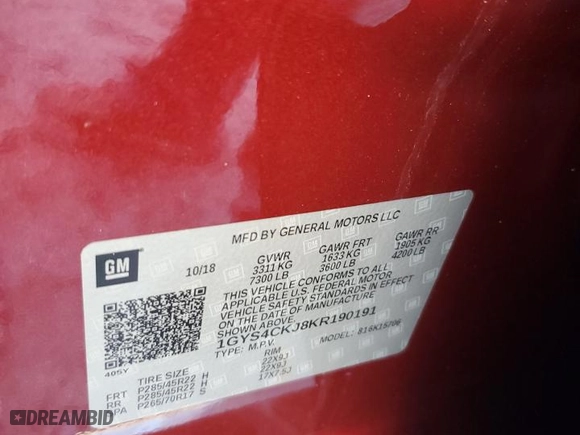 MFD BY GENERAL MOTORS LLC
GM
10/18
GVWR GAWR FRT GAWR RR
3311 KG 1633 KG 1905 KG
7300 LB 3600 LB 4200 LB
THIS VEHICLE CONFORMS TO ALL
APPLICABLE U.S. FEDERAL MOTOR
VEHICLE SAFETY STANDARDS IN EFFECT
ON THE DATE OF MANUFACTURE
SHOWN ABOVE.
1GYS4CKJ8KR190191
TYPE: M.P.V. MODEL: 816K15706
405Y
TIRE SIZE RIM
FRT P285/45R22 H 22X9J
RR P285/45R22 H 22X9J
SPA P265/70R17 S 17X7.5J
DREAMBID